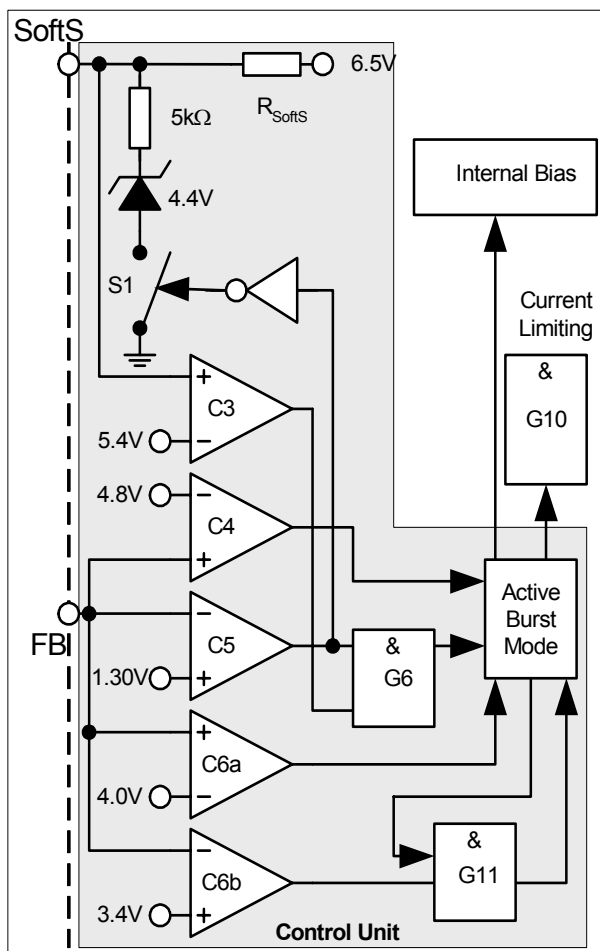 SoftS
6.5V
5kΩ
R_SoftS
4.4V
Internal Bias
S1
Current
Limiting
&
G10
+
C3
5.4V
−
4.8V
−
C4
+
Active
Burst
Mode
FB
−
C5
1.30V
+
&
G6
+
C6a
4.0V
−
&
G11
−
C6b
3.4V
+
Control Unit